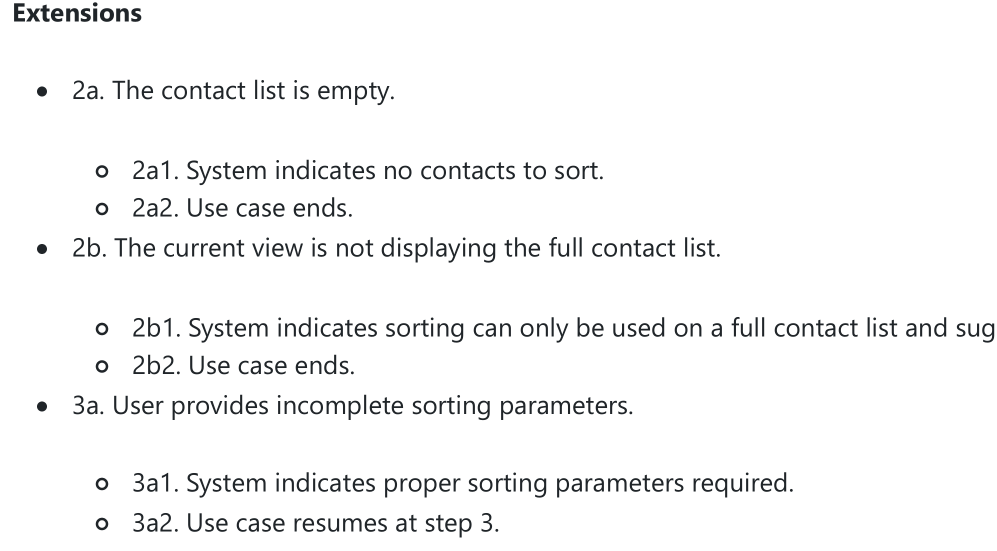 Extensions
• 2a. The contact list is empty.
○ 2a1. System indicates no contacts to sort.
○ 2a2. Use case ends.
• 2b. The current view is not displaying the full contact list.
○ 2b1. System indicates sorting can only be used on a full contact list and sug
○ 2b2. Use case ends.
• 3a. User provides incomplete sorting parameters.
○ 3a1. System indicates proper sorting parameters required.
○ 3a2. Use case resumes at step 3.